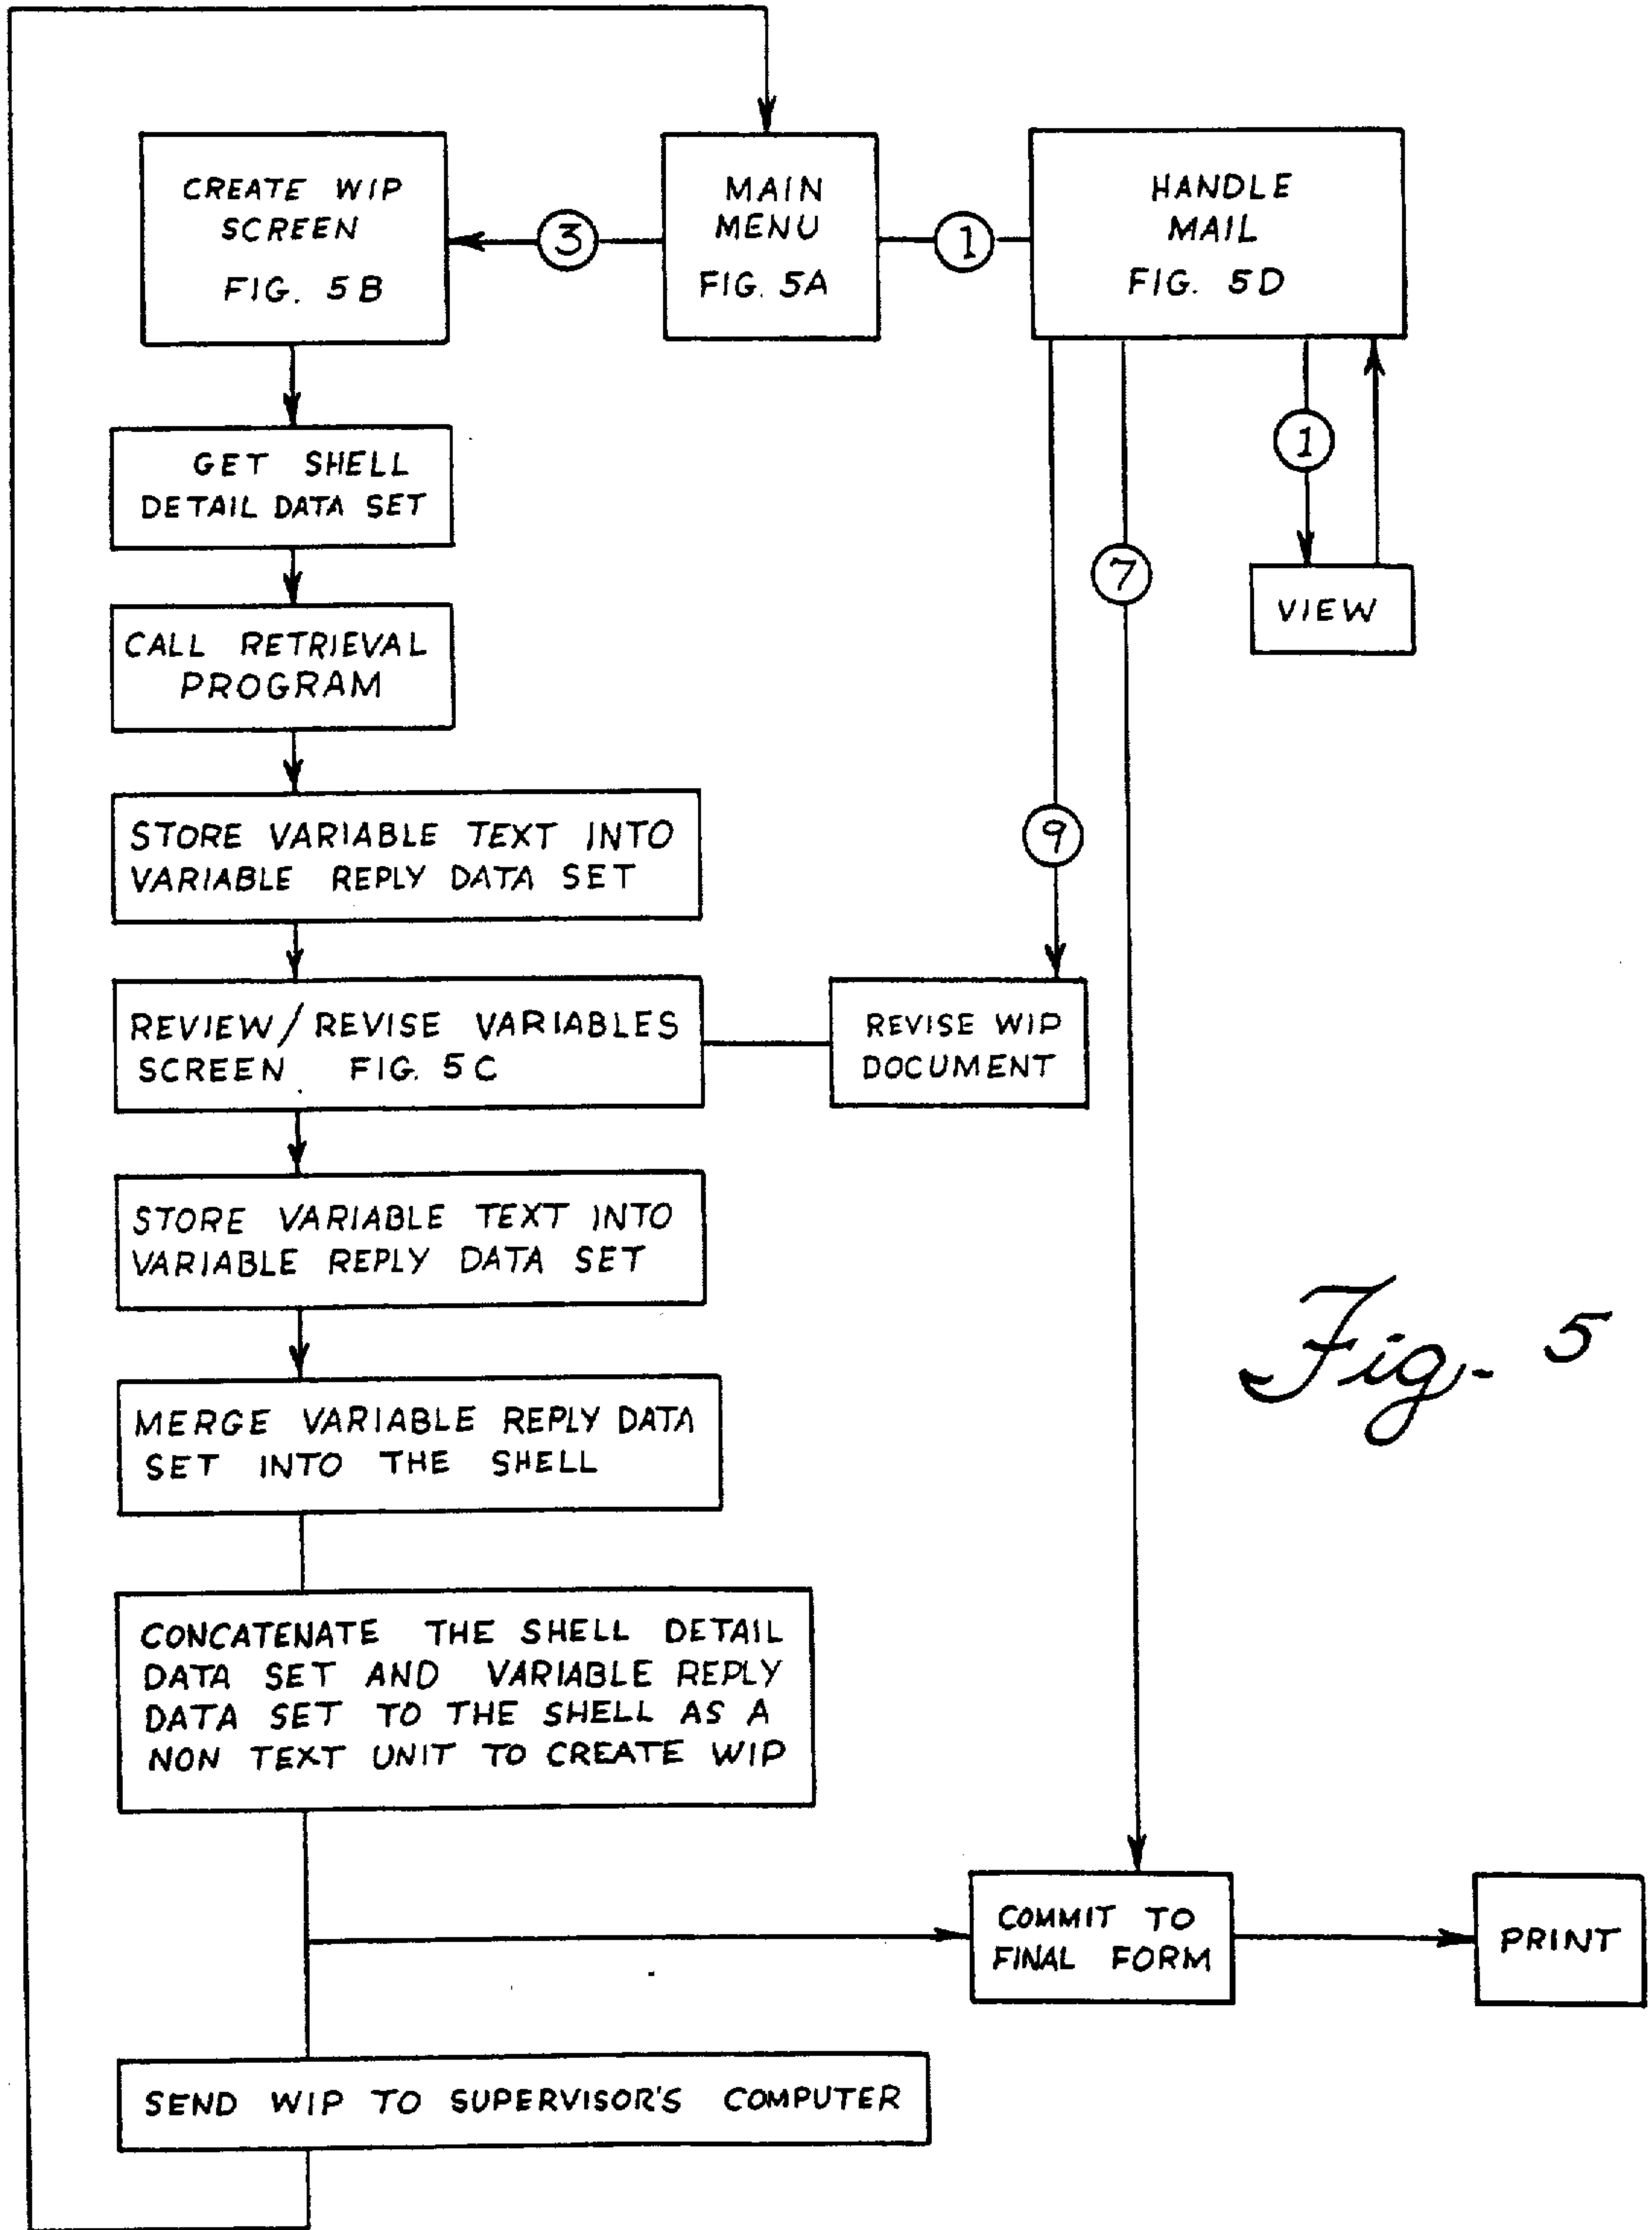 CREATE WIP
SCREEN
FIG. 5B
3
MAIN
MENU
FIG. 5A
1
HANDLE
MAIL
FIG. 5D
GET SHELL
DETAIL DATA SET
1
VIEW
7
CALL RETRIEVAL
PROGRAM
STORE VARIABLE TEXT INTO
VARIABLE REPLY DATA SET
9
REVIEW/REVISE VARIABLES
SCREEN FIG. 5C
REVISE WIP
DOCUMENT
STORE VARIABLE TEXT INTO
VARIABLE REPLY DATA SET
Fig. 5
MERGE VARIABLE REPLY DATA
SET INTO THE SHELL
CONCATENATE THE SHELL DETAIL
DATA SET AND VARIABLE REPLY
DATA SET TO THE SHELL AS A
NON TEXT UNIT TO CREATE WIP
COMMIT TO
FINAL FORM
PRINT
SEND WIP TO SUPERVISOR'S COMPUTER